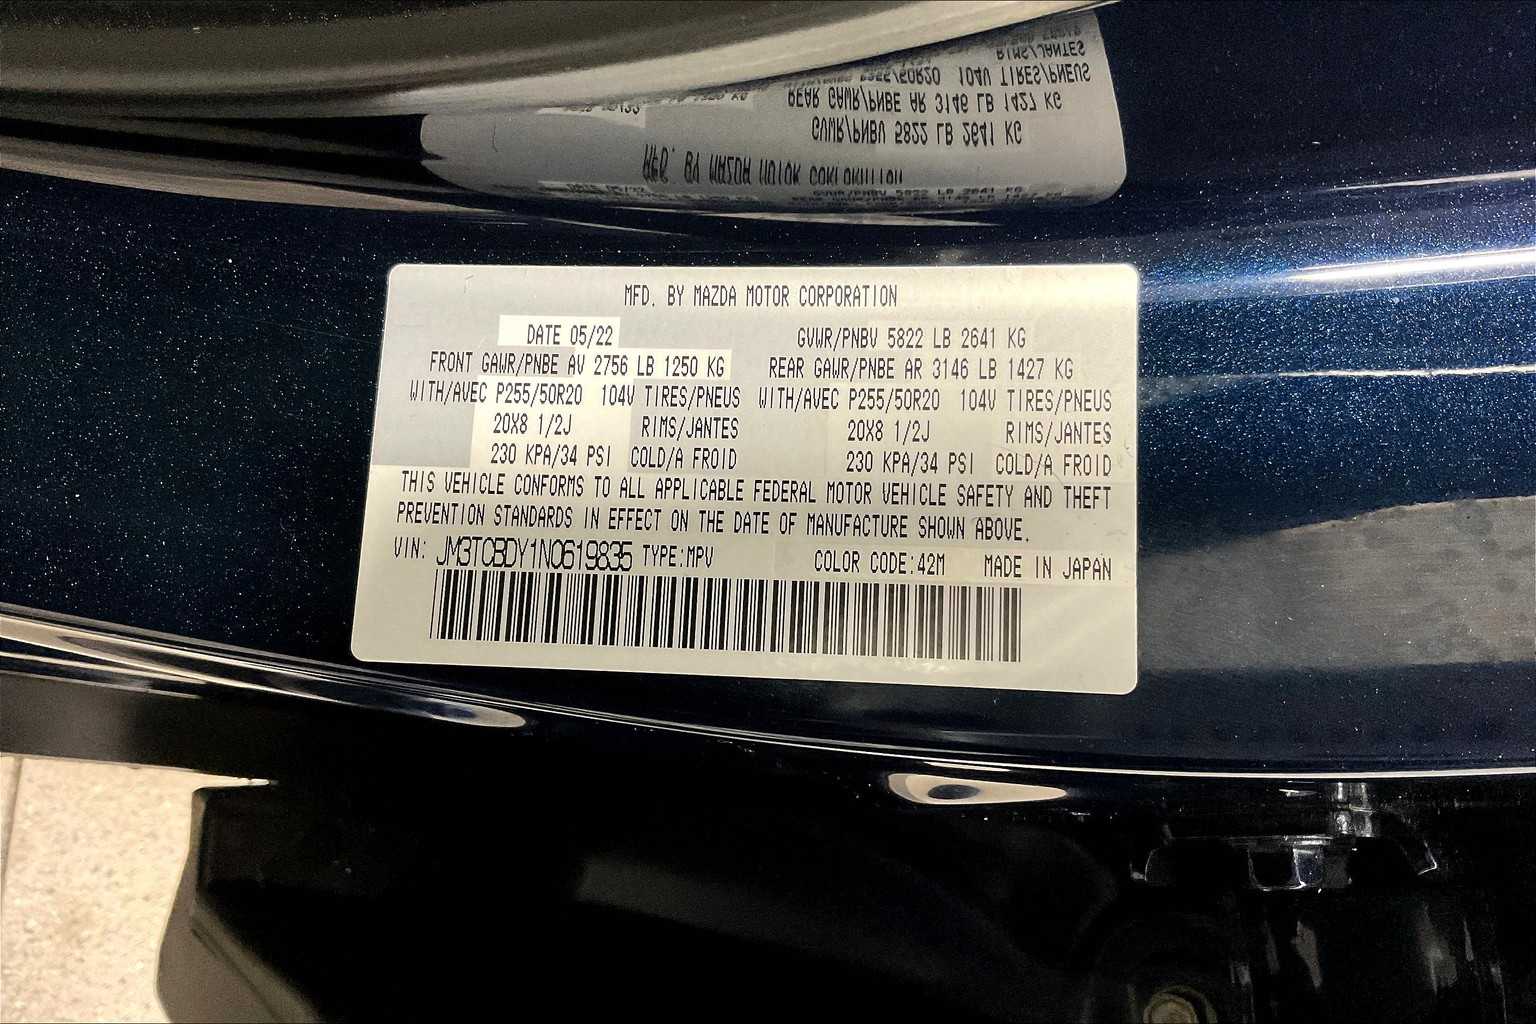 MFD. BY MAZDA MOTOR CORPORATION
DATE 05/22 GVWR/PNBV 5822 LB 2641 KG
FRONT GAWR/PNBE AV 2756 LB 1250 KG REAR GAWR/PNBE AR 3146 LB 1427 KG
WITH/AVEC P255/50R20 104V TIRES/PNEUS WITH/AVEC P255/50R20 104V TIRES/PNEUS
20X8 1/2J RIMS/JANTES 20X8 1/2J RIMS/JANTES
230 KPA/34 PSI COLD/A FROID 230 KPA/34 PSI COLD/A FROID
THIS VEHICLE CONFORMS TO ALL APPLICABLE FEDERAL MOTOR VEHICLE SAFETY AND THEFT
PREVENTION STANDARDS IN EFFECT ON THE DATE OF MANUFACTURE SHOWN ABOVE.
VIN: JM3TCBDY1N0619835 TYPE:MPV COLOR CODE:42M MADE IN JAPAN